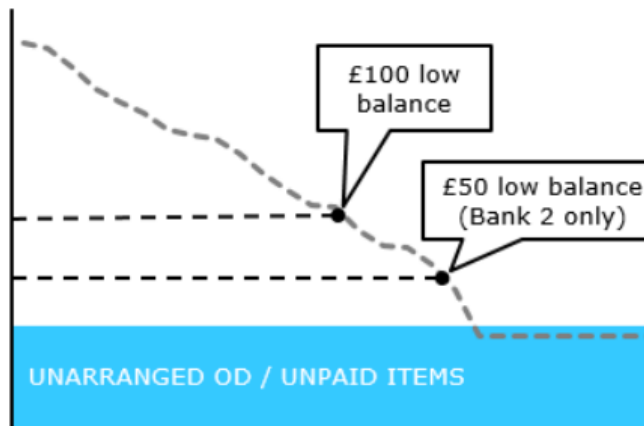 £100 low
balance
£50 low balance
(Bank 2 only)
UNARRANGED OD / UNPAID ITEMS